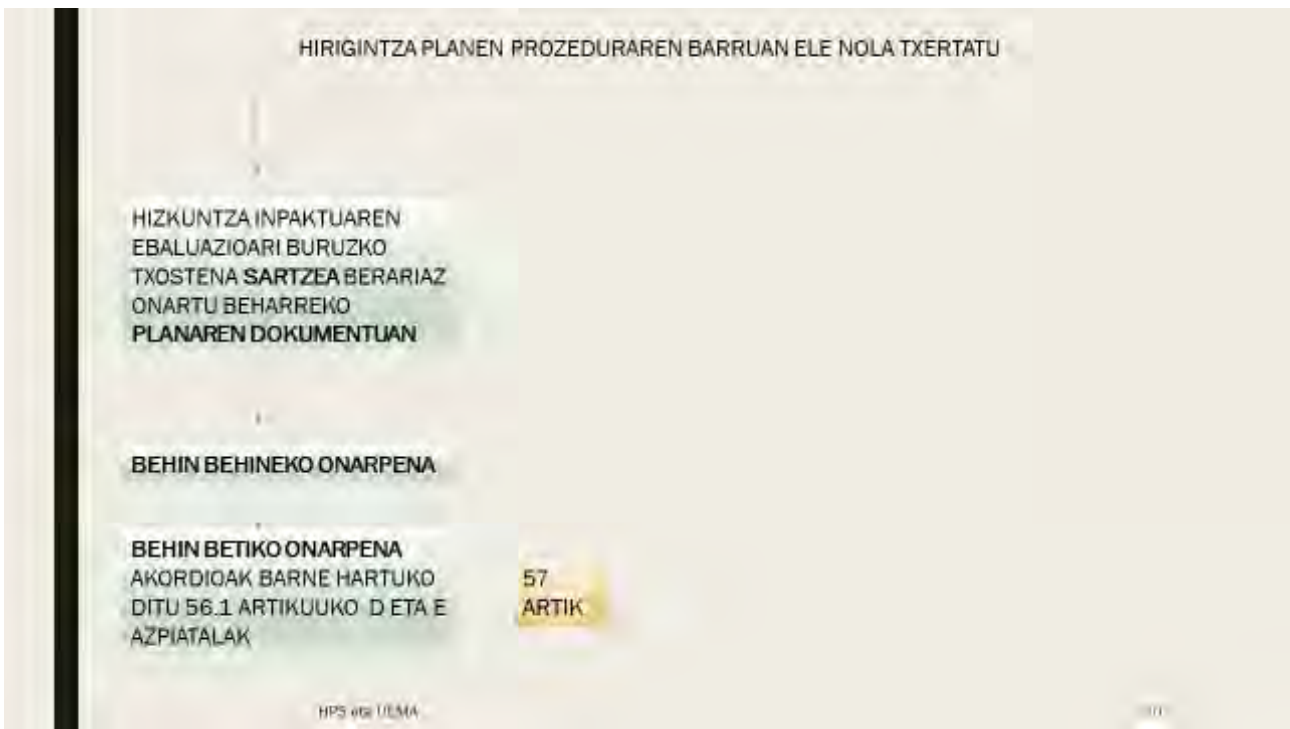 HIRIGINTZA PLANEN PROZEDURAREN BARRUAN ELE NOLA TXERTATU
HIZKUNTZA INPAKTUAREN
EBALUAZIOARI BURUZKO
TXOSTENA SARTZEA BERARIAZ
ONARTU BEHARREKO
PLANAREN DOKUMENTUAN
BEHIN BEHINEKO ONARPENA
BEHIN BETIKO ONARPENA
AKORDIOAK BARNE HARTUKO
DITU 56.1 ARTIKUUKO D ETA E
AZPIATALAK
57
ARTIK
HPS eta UEMA